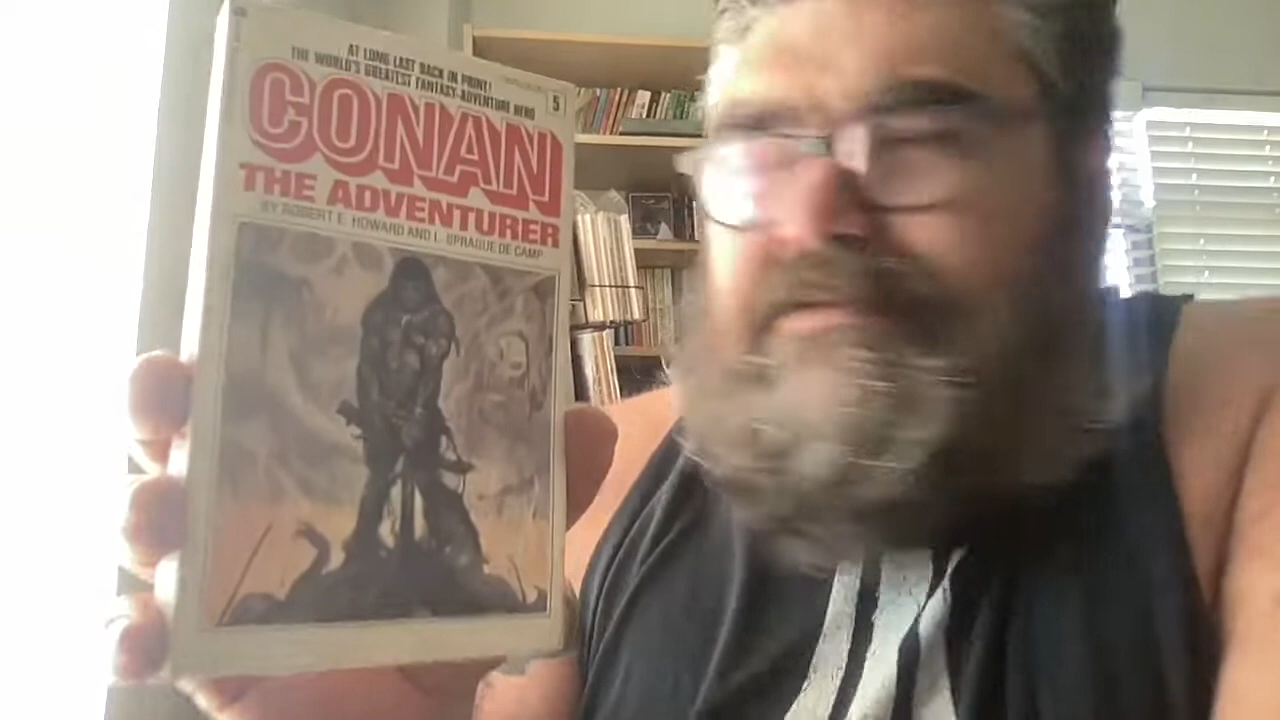 AT LONG LAST BACK IN PRINT!
THE WORLD'S GREATEST FANTASY-ADVENTURE HERO
5
CONAN
THE ADVENTURER
BY ROBERT E. HOWARD AND L. SPRAGUE DE CAMP